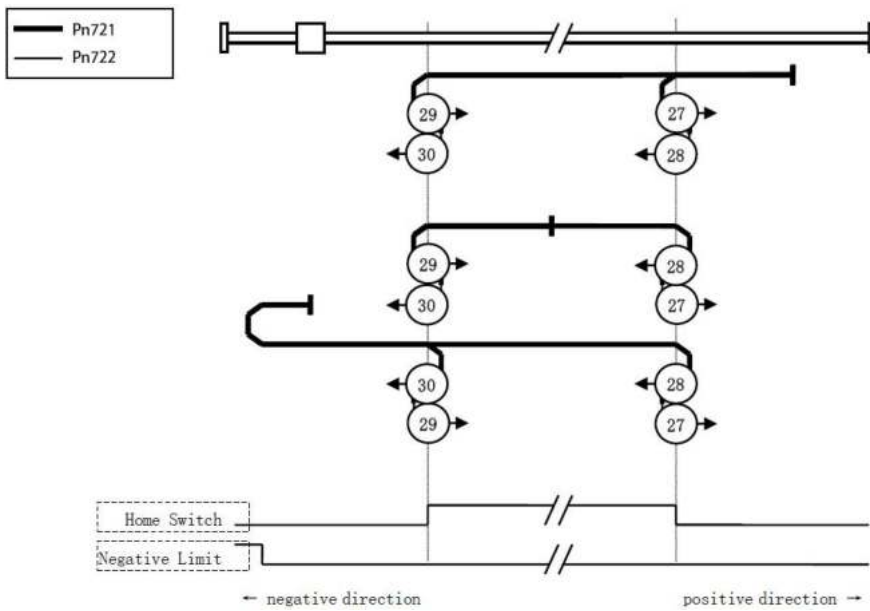 Pn721
Pn722
29 27
30 28
29 28
30 27
30 28
29 27
Home Switch
Negative Limit
← negative direction positive direction →